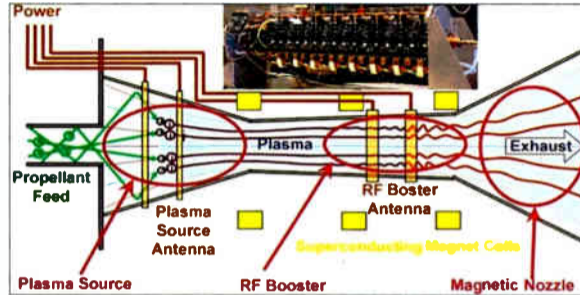 Power
Propellant
Feed
Plasma
Source
Antenna
Plasma
RF Boster
Antenna
Exhaust
Superconducting Magnet Coils
Plasma Source
RF Booster
Magnetic Nozzle